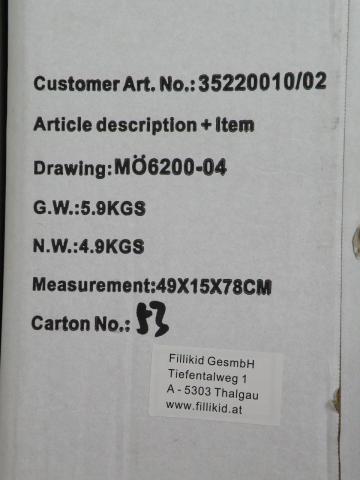 Customer Art. No.: 35220010/02
Article description + Item
Drawing: MÖ6200-04
G.W.:5.9KGS
N.W.:4.9KGS
Measurement:49X15X78CM
Carton No.: 53
Fillikid GesmbH
Tiefentalweg 1
A - 5303 Thalgau
www.fillikid.at